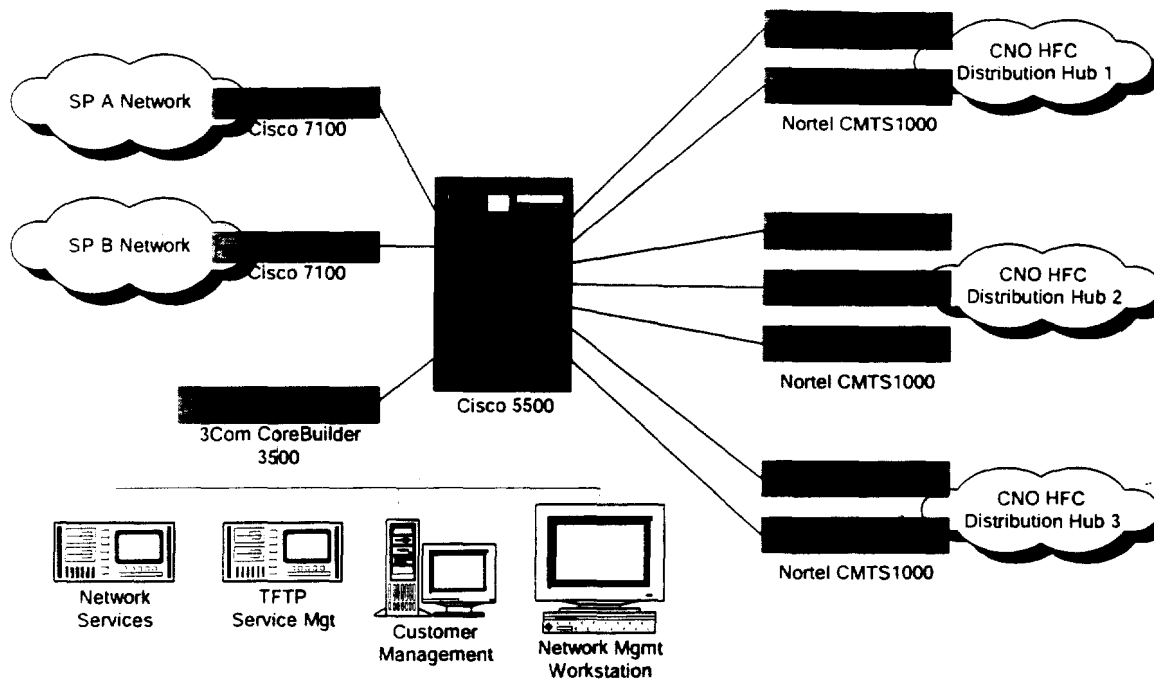 SP A Network
Cisco 7100
SP B Network
Cisco 7100
3Com CoreBuilder
3500
Cisco 5500
CNO HFC
Distribution Hub 1
Nortel CMTS1000
CNO HFC
Distribution Hub 2
Nortel CMTS1000
CNO HFC
Distribution Hub 3
Nortel CMTS1000
Network
Services
TFTP
Service Mgt
Customer
Management
Network Mgmt
Workstation